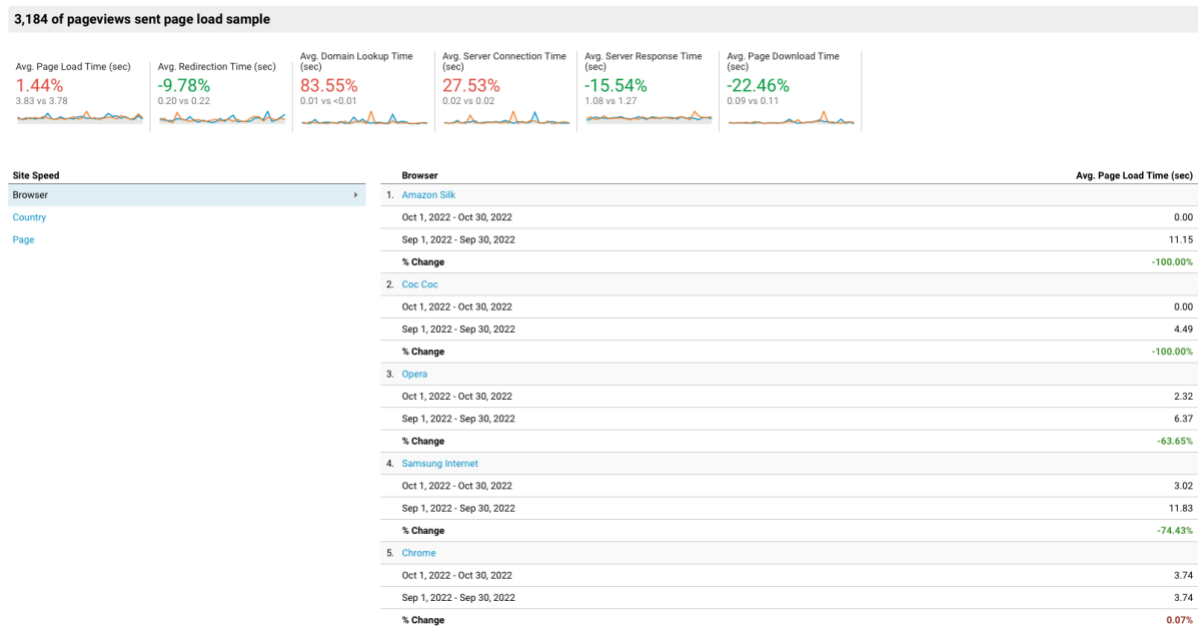 3,184 of pageviews sent page load sample
Avg. Page Load Time (sec)
1.44%
3.83 vs 3.78
Avg. Redirection Time (sec)
-9.78%
0.20 vs 0.22
Avg. Domain Lookup Time
(sec)
83.55%
0.01 vs <0.01
Avg. Server Connection Time
(sec)
27.53%
0.02 vs 0.02
Avg. Server Response Time
(sec)
-15.54%
1.08 vs 1.27
Avg. Page Download Time
(sec)
-22.46%
0.09 vs 0.11
Site Speed
Browser
Country
Page
Browser Avg. Page Load Time (sec)
1. Amazon Silk
Oct 1, 2022 - Oct 30, 2022 0.00
Sep 1, 2022 - Sep 30, 2022 11.15
% Change -100.00%
2. Coc Coc
Oct 1, 2022 - Oct 30, 2022 0.00
Sep 1, 2022 - Sep 30, 2022 4.49
% Change -100.00%
3. Opera
Oct 1, 2022 - Oct 30, 2022 2.32
Sep 1, 2022 - Sep 30, 2022 6.37
% Change -63.65%
4. Samsung Internet
Oct 1, 2022 - Oct 30, 2022 3.02
Sep 1, 2022 - Sep 30, 2022 11.83
% Change -74.43%
5. Chrome
Oct 1, 2022 - Oct 30, 2022 3.74
Sep 1, 2022 - Sep 30, 2022 3.74
% Change 0.07%